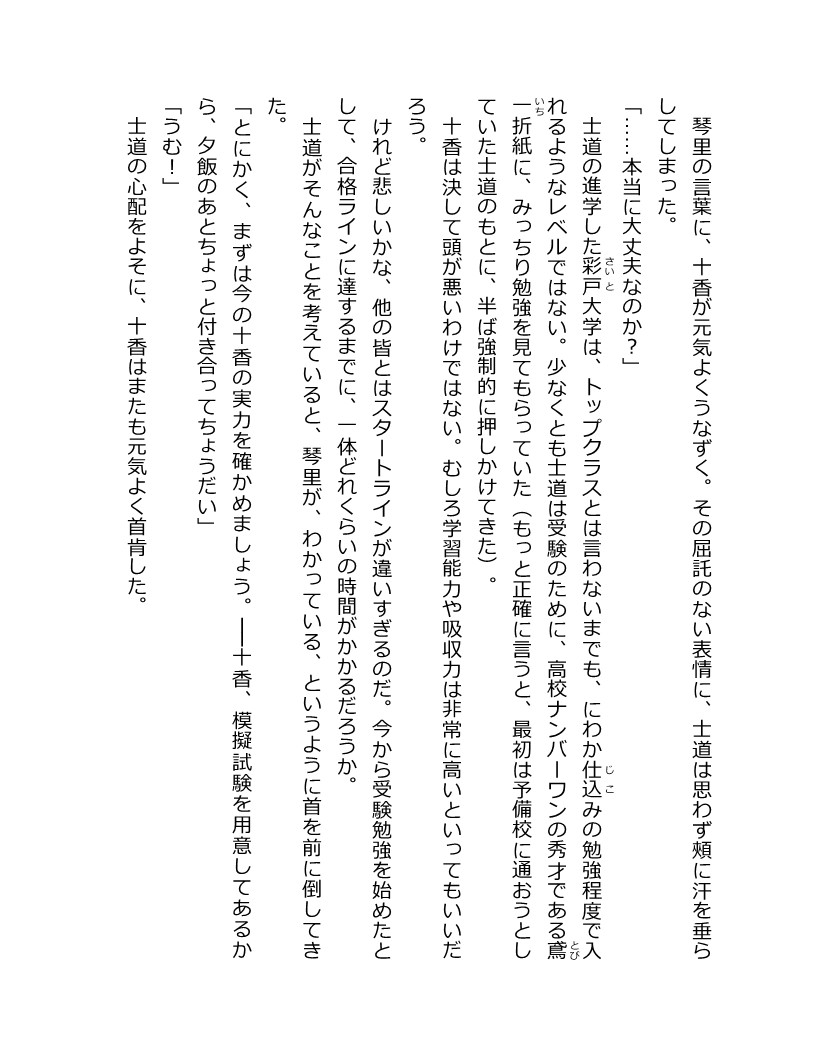 琴里の言葉に、十香が元気よくうなずく。その屈託のない表情に、士道は思わず頰に汗を垂ら
してしまった。
「……本当に大丈夫なのか？」
士道の進学した彩戸大学は、トップクラスとは言わないまでも、にわか仕込みの勉強程度で入
れるようなレベルではない。少なくとも士道は受験のために、高校ナンバーワンの秀才である鳶
一折紙に、みっちり勉強を見てもらっていた（もっと正確に言うと、最初は予備校に通おうとし
ていた士道のもとに、半ば強制的に押しかけてきた）。
十香は決して頭が悪いわけではない。むしろ学習能力や吸収力は非常に高いといってもいいだ
ろう。
けれど悲しいかな、他の皆とはスタートラインが違いすぎるのだ。今から受験勉強を始めたと
して、合格ラインに達するまでに、一体どれくらいの時間がかかるだろうか。
士道がそんなことを考えていると、琴里が、わかっている、というように首を前に倒してき
た。
「とにかく、まずは今の十香の実力を確かめましょう。――十香、模擬試験を用意してあるか
ら、夕飯のあとちょっと付き合ってちょうだい」
「うむ！」
士道の心配をよそに、十香はまたも元気よく首肯した。